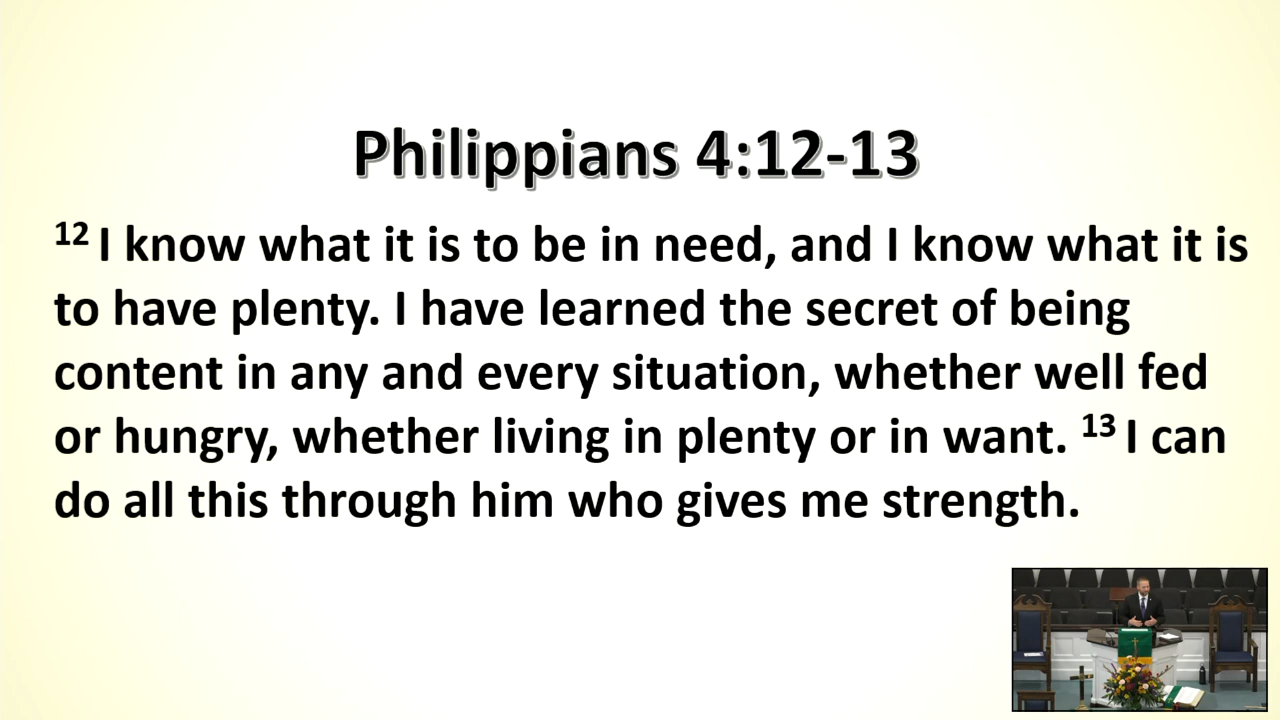 Philippians 4:12-13
12 I know what it is to be in need, and I know what it is
to have plenty. I have learned the secret of being
content in any and every situation, whether well fed
or hungry, whether living in plenty or in want. 13 I can
do all this through him who gives me strength.